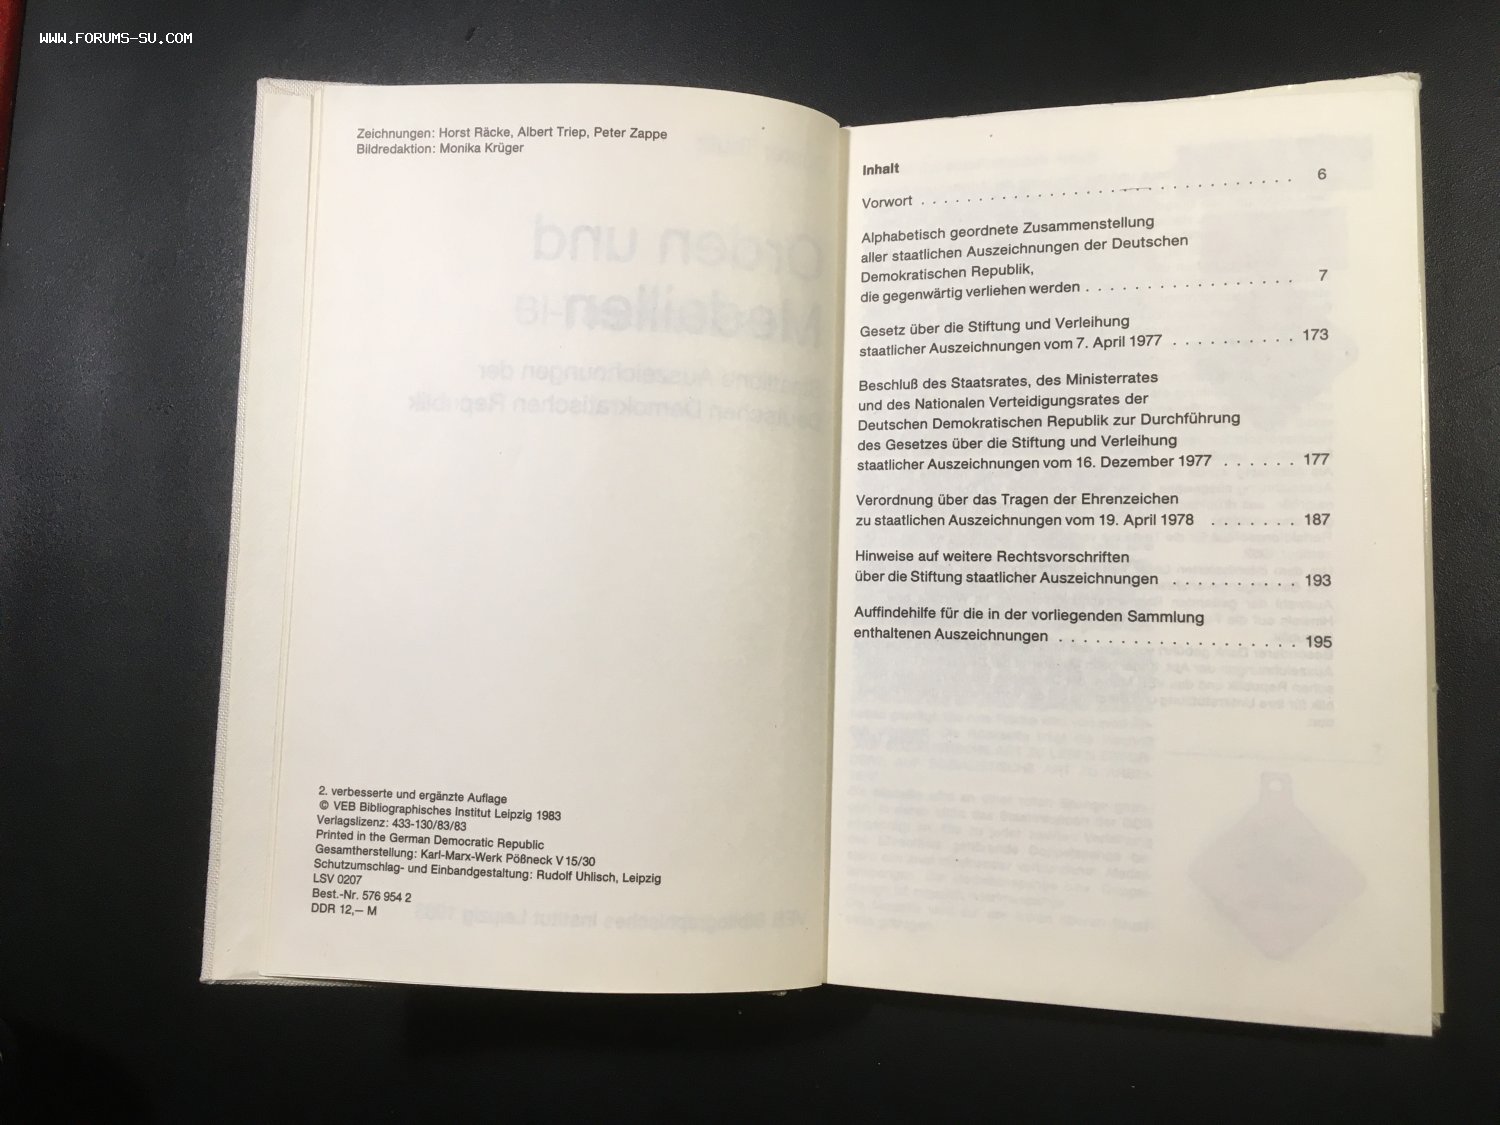 WWW.FORUMS-SU.COM
Zeichnungen: Horst Räcke, Albert Triep, Peter Zappe
Bildredaktion: Monika Krüger
2. verbesserte und ergänzte Auflage
© VEB Bibliographisches Institut Leipzig 1983
Verlagslizenz: 433-130/83/83
Printed in the German Democratic Republic
Gesamtherstellung: Karl-Marx-Werk Pößneck V 15/30
Schutzumschlag- und Einbandgestaltung: Rudolf Uhlisch, Leipzig
LSV 0207
Best.-Nr. 576 954 2
DDR 12,– M
Inhalt
Vorwort . . . . . . . . . . . . . . . . . . . . . . . . 6
Alphabetisch geordnete Zusammenstellung
aller staatlichen Auszeichnungen der Deutschen
Demokratischen Republik,
die gegenwärtig verliehen werden . . . . . . . . . . . . . . 7
Gesetz über die Stiftung und Verleihung
staatlicher Auszeichnungen vom 7. April 1977 . . . . . . . . . . 173
Beschluß des Staatsrates, des Ministerrates
und des Nationalen Verteidigungsrates der
Deutschen Demokratischen Republik zur Durchführung
des Gesetzes über die Stiftung und Verleihung
staatlicher Auszeichnungen vom 16. Dezember 1977 . . . . . . 177
Verordnung über das Tragen der Ehrenzeichen
zu staatlichen Auszeichnungen vom 19. April 1978 . . . . . . . 187
Hinweise auf weitere Rechtsvorschriften
über die Stiftung staatlicher Auszeichnungen . . . . . . . . . . 193
Auffindehilfe für die in der vorliegenden Sammlung
enthaltenen Auszeichnungen . . . . . . . . . . . . . . . . . 195